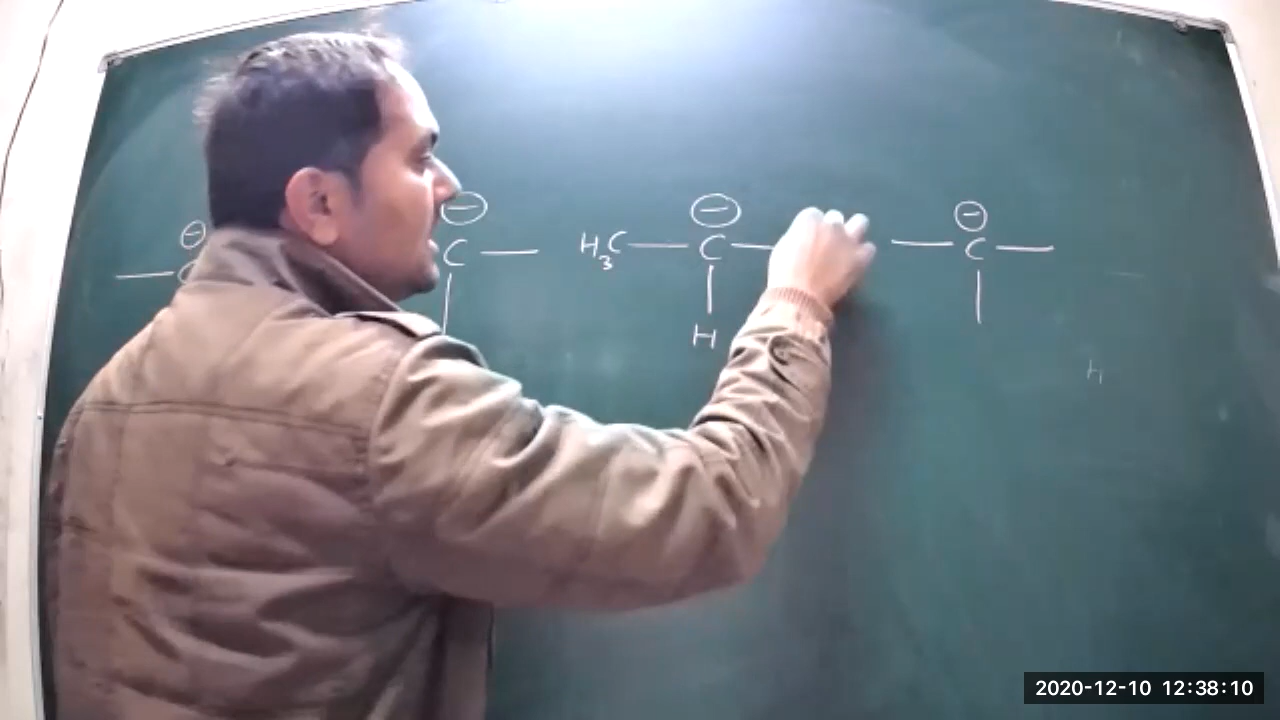 ⊖ ⊖ ⊖ ⊖
C — H₃C — C — — C —
H
2020-12-10 12:38:10